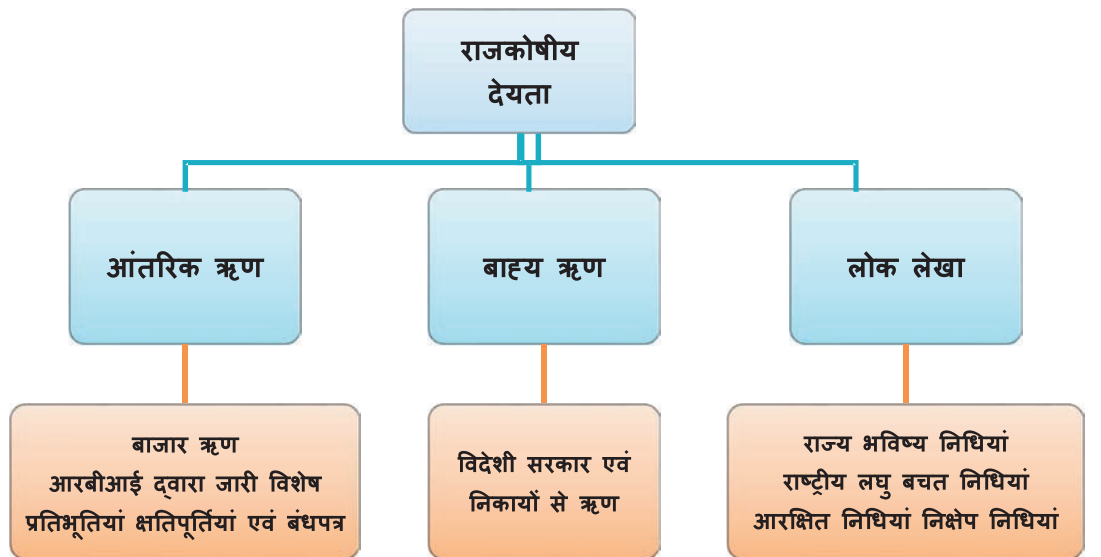 राजकोषीय
देयता
आंतरिक ऋण
बाह्य ऋण
लोक लेखा
बाजार ऋण
आरबीआई द्वारा जारी विशेष
प्रतिभूतियां क्षतिपूर्तियां एवं बंधपत्र
विदेशी सरकार एवं
निकायों से ऋण
राज्य भविष्य निधियां
राष्ट्रीय लघु बचत निधियां
आरक्षित निधियां निक्षेप निधियां